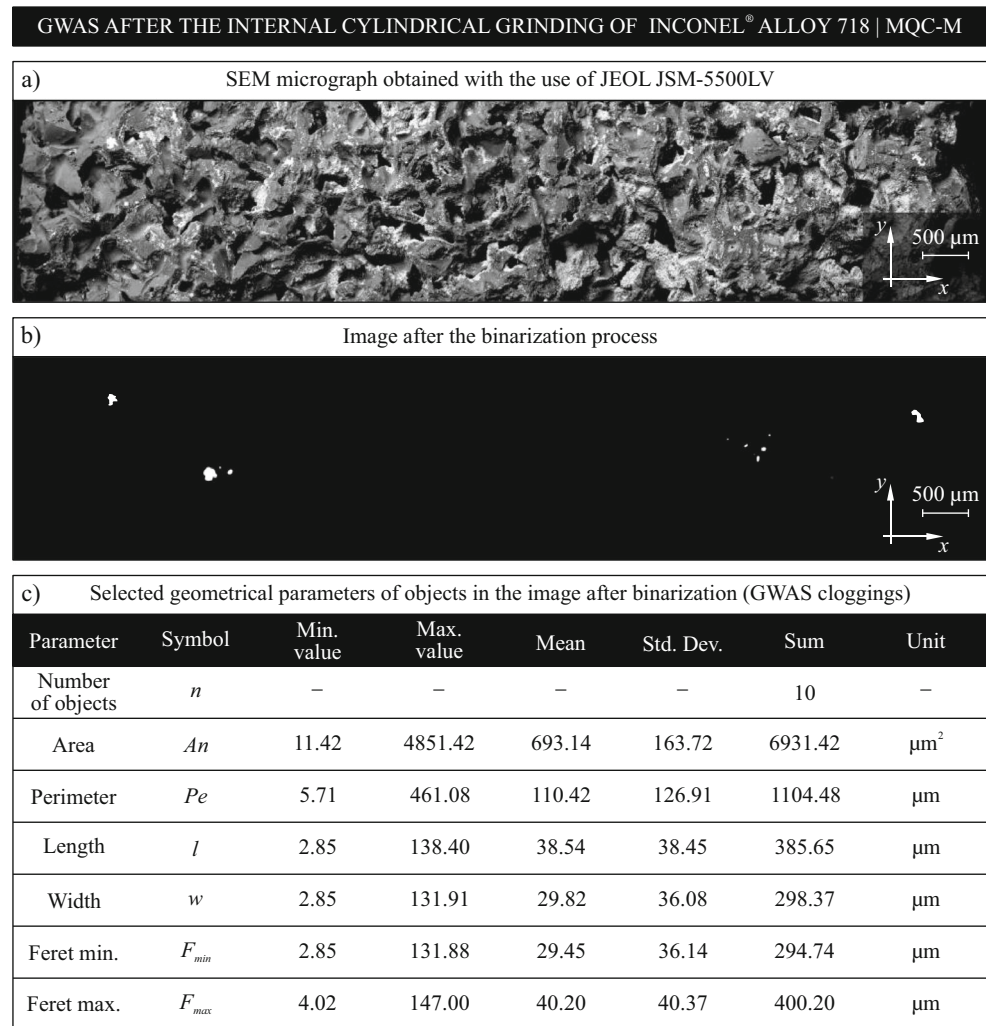 GWAS AFTER THE INTERNAL CYLINDRICAL GRINDING OF INCONEL® ALLOY 718 | MQC-M
a) SEM micrograph obtained with the use of JEOL JSM-5500LV
y 500 µm
x
b) Image after the binarization process
y 500 µm
x
c) Selected geometrical parameters of objects in the image after binarization (GWAS cloggings)
Parameter Symbol Min. value Max. value Mean Std. Dev. Sum Unit
Number of objects n – – – – 10 –
Area An 11.42 4851.42 693.14 163.72 6931.42 µm²
Perimeter Pe 5.71 461.08 110.42 126.91 1104.48 µm
Length l 2.85 138.40 38.54 38.45 385.65 µm
Width w 2.85 131.91 29.82 36.08 298.37 µm
Feret min. Fmin 2.85 131.88 29.45 36.14 294.74 µm
Feret max. Fmax 4.02 147.00 40.20 40.37 400.20 µm